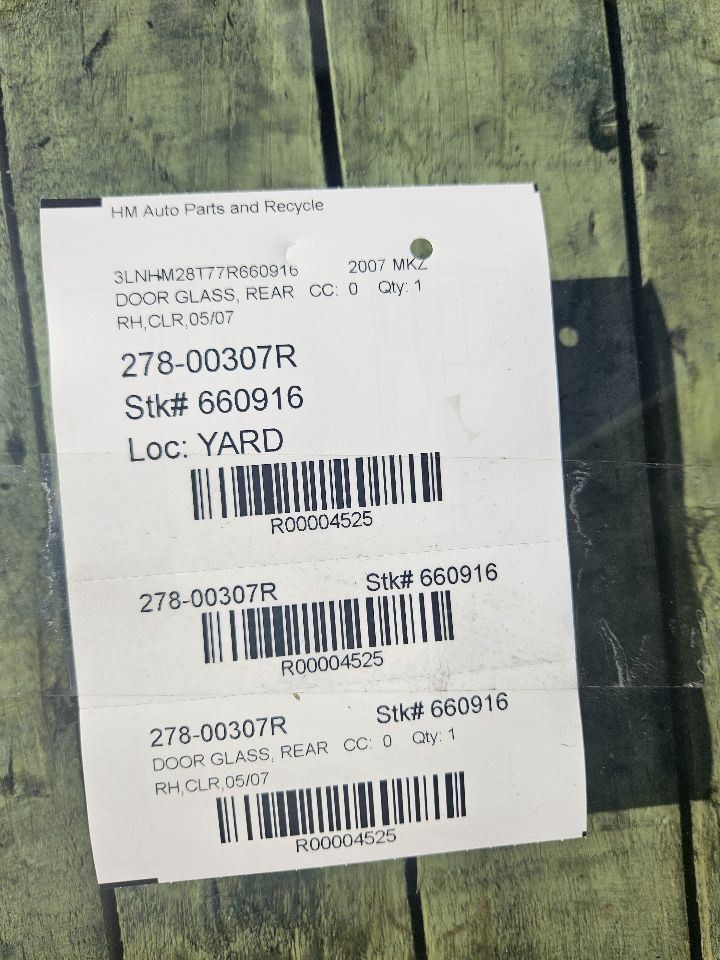 HM Auto Parts and Recycle
3LNHM28T77R660916 2007 MKZ
DOOR GLASS, REAR CC: 0 Qty: 1
RH,CLR,05/07
278-00307R
Stk# 660916
Loc: YARD
R00004525
278-00307R Stk# 660916
R00004525
278-00307R Stk# 660916
DOOR GLASS, REAR CC: 0 Qty: 1
RH,CLR,05/07
R00004525